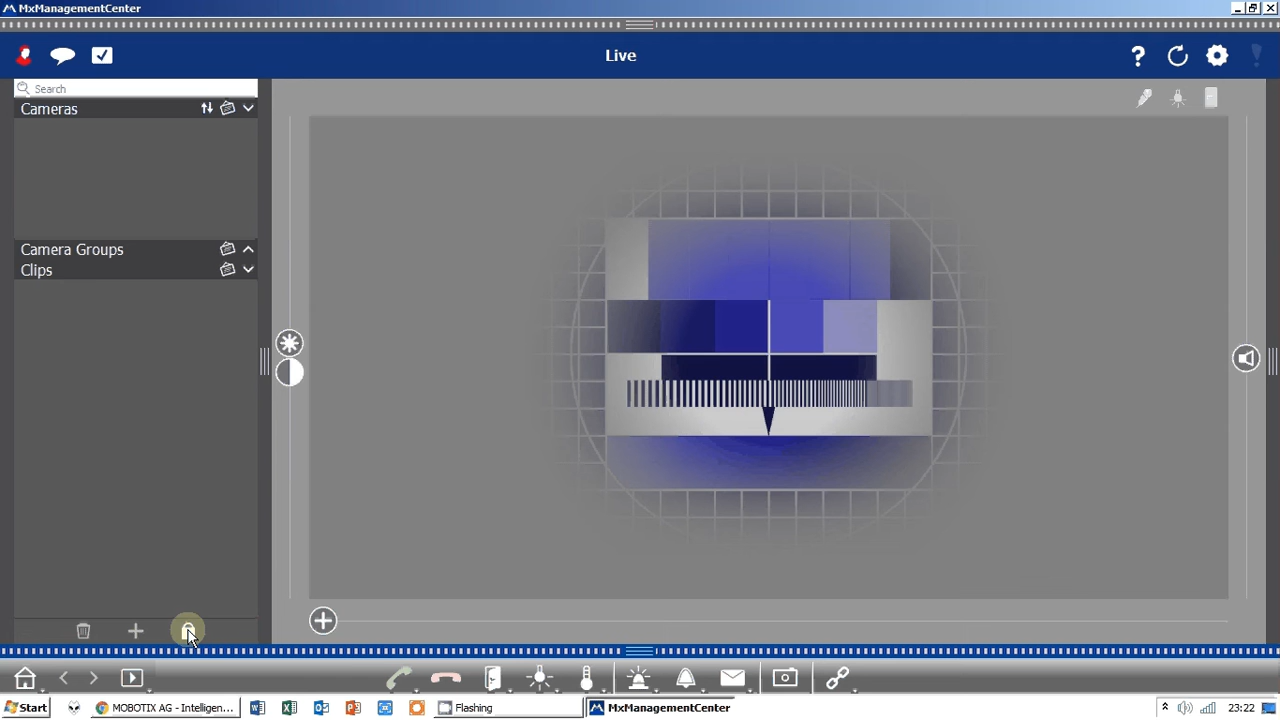 MxManagementCenter
Live
Search
Cameras
Camera Groups
Clips
Start
MOBOTIX AG - Intelligen...
Flashing
MxManagementCenter
23:22